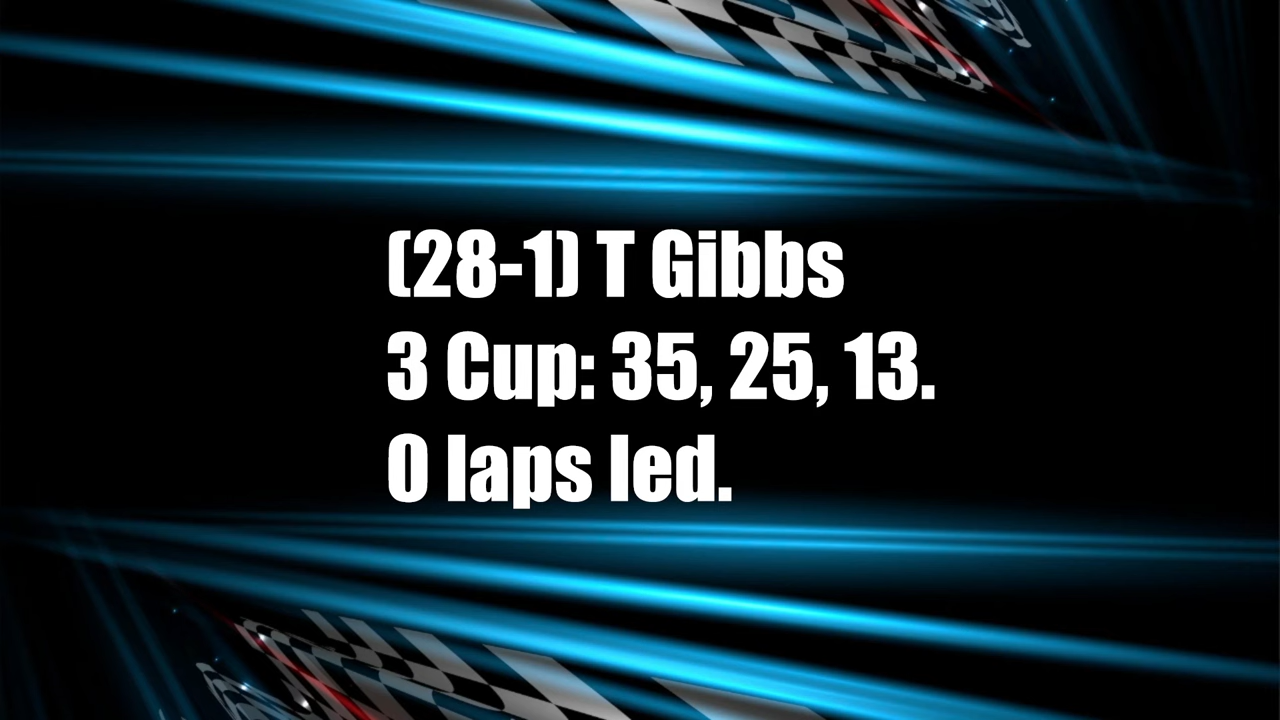 (28-1) T Gibbs
3 Cup: 35, 25, 13.
0 laps led.